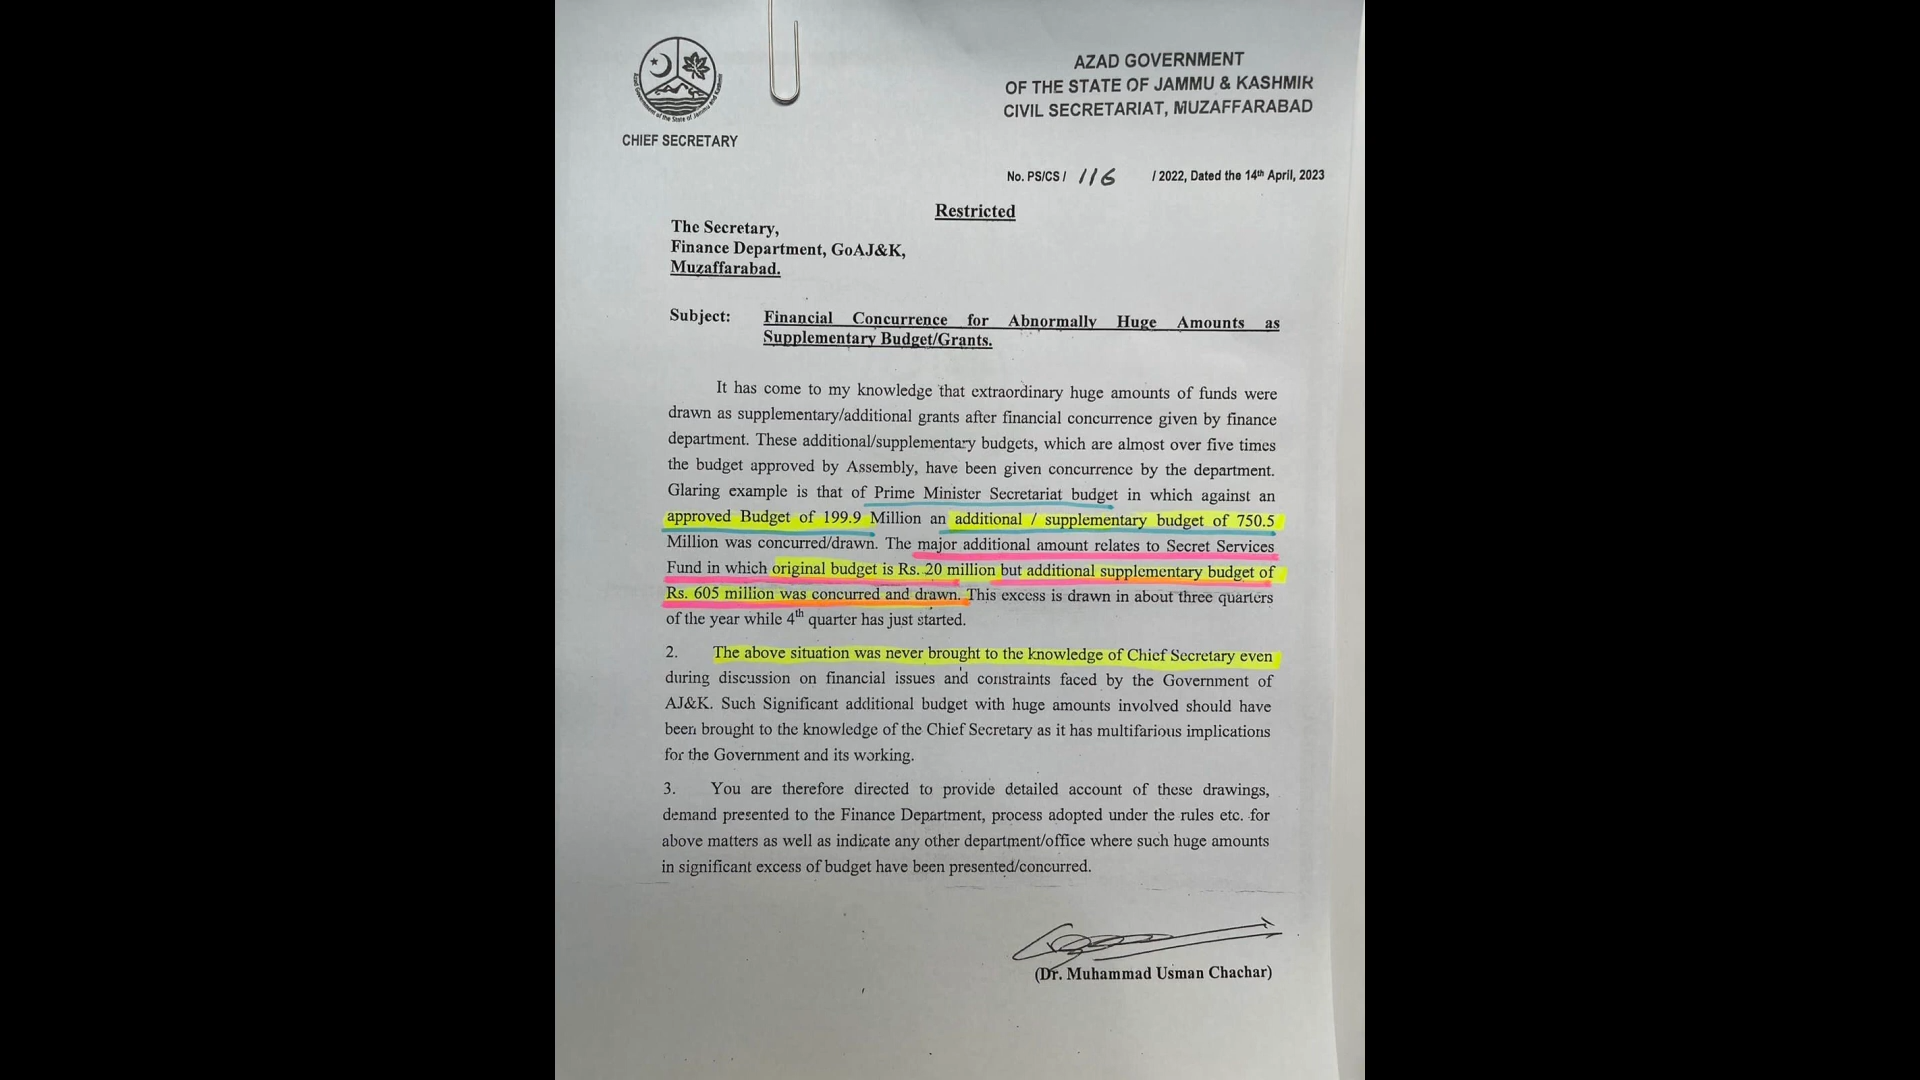 Azad Government of the State of Jammu and Kashmir
CHIEF SECRETARY
AZAD GOVERNMENT
OF THE STATE OF JAMMU & KASHMIR
CIVIL SECRETARIAT, MUZAFFARABAD
No. PS/CS / 116 / 2022, Dated the 14th April, 2023
Restricted
The Secretary,
Finance Department, GoAJ&K,
Muzaffarabad.
Subject: Financial Concurrence for Abnormally Huge Amounts as
Supplementary Budget/Grants.
It has come to my knowledge that extraordinary huge amounts of funds were
drawn as supplementary/additional grants after financial concurrence given by finance
department. These additional/supplementary budgets, which are almost over five times
the budget approved by Assembly, have been given concurrence by the department.
Glaring example is that of Prime Minister Secretariat budget in which against an
approved Budget of 199.9 Million an additional / supplementary budget of 750.5
Million was concurred/drawn. The major additional amount relates to Secret Services
Fund in which original budget is Rs. 20 million but additional supplementary budget of
Rs. 605 million was concurred and drawn. This excess is drawn in about three quarters
of the year while 4th quarter has just started.
2. The above situation was never brought to the knowledge of Chief Secretary even
during discussion on financial issues and constraints faced by the Government of
AJ&K. Such Significant additional budget with huge amounts involved should have
been brought to the knowledge of the Chief Secretary as it has multifarious implications
for the Government and its working.
3. You are therefore directed to provide detailed account of these drawings,
demand presented to the Finance Department, process adopted under the rules etc. for
above matters as well as indicate any other department/office where such huge amounts
in significant excess of budget have been presented/concurred.
(Dr. Muhammad Usman Chachar)